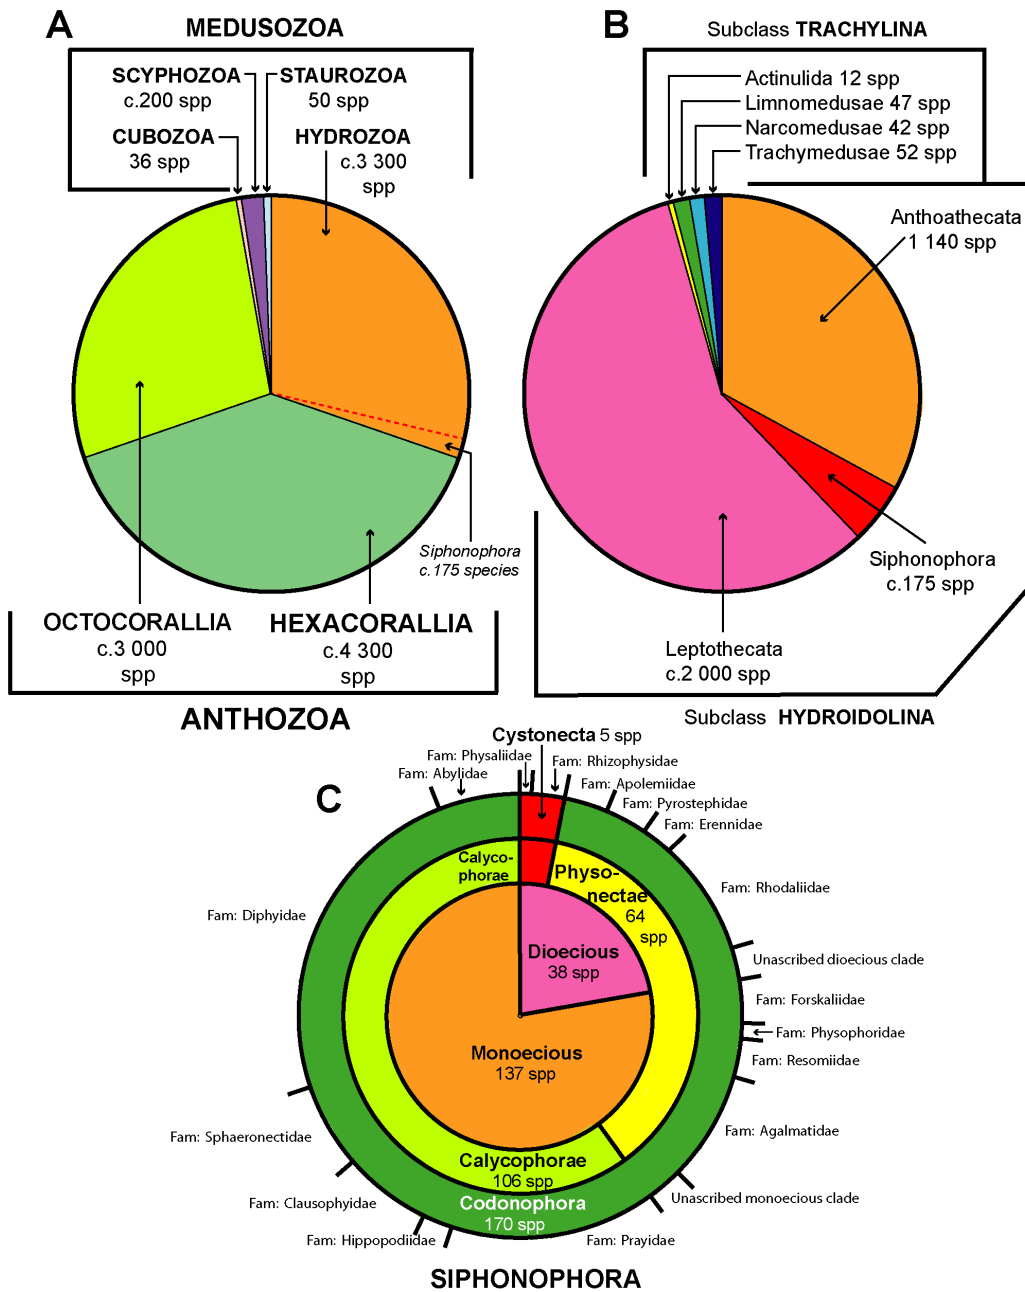 A
MEDUSOZOA
SCYPHOZOA
c.200 spp
STAUROZOA
50 spp
CUBOZOA
36 spp
HYDROZOA
c.3 300
spp
Siphonophora
c.175 species
OCTOCORALLIA
c.3 000
spp
HEXACORALLIA
c.4 300
spp
ANTHOZOA
B
Subclass TRACHYLINA
Actinulida 12 spp
Limnomedusae 47 spp
Narcomedusae 42 spp
Trachymedusae 52 spp
Anthoathecata
1 140 spp
Siphonophora
c.175 spp
Leptothecata
c.2 000 spp
Subclass HYDROIDOLINA
C
Cystonecta 5 spp
Fam: Physaliidae
Fam: Rhizophysidae
Fam: Abylidae
Fam: Apolemiidae
Fam: Pyrostephidae
Fam: Erennidae
Calyco-
phorae
Physo-
nectae
64
spp
Fam: Rhodaliidae
Fam: Diphyidae
Dioecious
38 spp
Unascribed dioecious clade
Fam: Forskaliidae
Fam: Physophoridae
Fam: Resomiidae
Monoecious
137 spp
Fam: Agalmatidae
Fam: Sphaeronectidae
Calycophorae
106 spp
Unascribed monoecious clade
Fam: Clausophyidae
Codonophora
170 spp
Fam: Hippopodiidae
Fam: Prayidae
SIPHONOPHORA